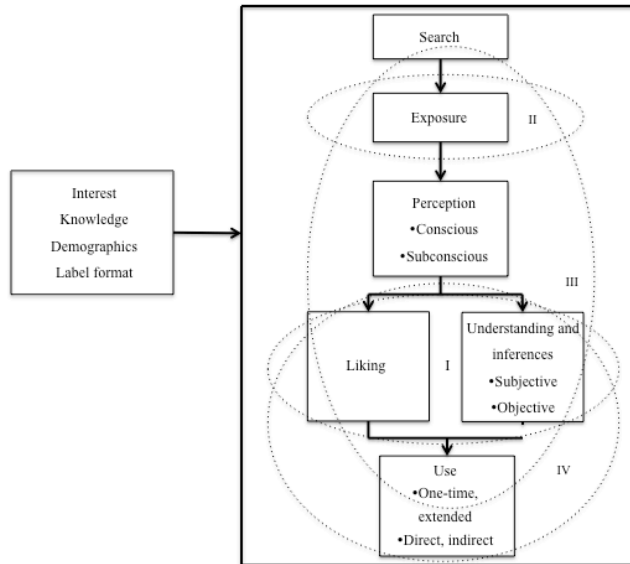 Search
Exposure
II
Interest
Knowledge
Demographics
Label format
Perception
•Conscious
•Subconscious
III
Liking
I
Understanding and
inferences
•Subjective
•Objective
IV
Use
•One-time,
extended
•Direct, indirect